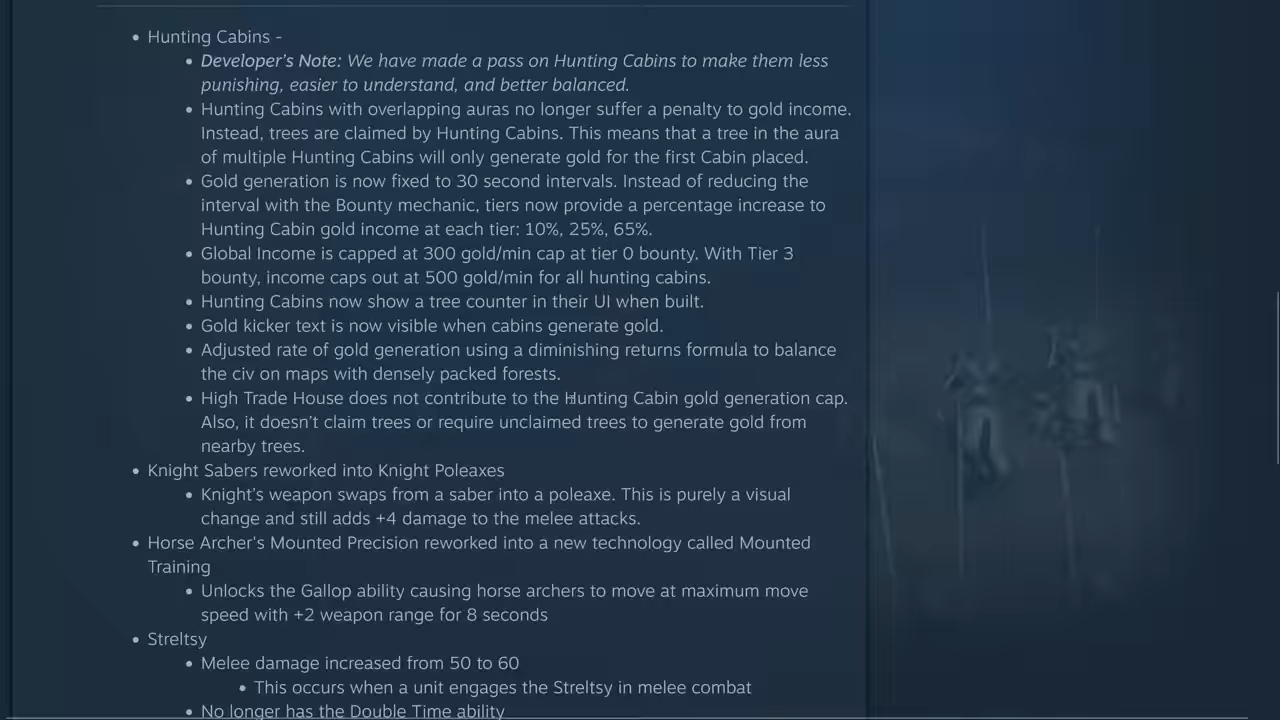 Hunting Cabins -
Developer's Note: We have made a pass on Hunting Cabins to make them less
punishing, easier to understand, and better balanced.
Hunting Cabins with overlapping auras no longer suffer a penalty to gold income.
Instead, trees are claimed by Hunting Cabins. This means that a tree in the aura
of multiple Hunting Cabins will only generate gold for the first Cabin placed.
Gold generation is now fixed to 30 second intervals. Instead of reducing the
interval with the Bounty mechanic, tiers now provide a percentage increase to
Hunting Cabin gold income at each tier: 10%, 25%, 65%.
Global Income is capped at 300 gold/min cap at tier 0 bounty. With Tier 3
bounty, income caps out at 500 gold/min for all hunting cabins.
Hunting Cabins now show a tree counter in their UI when built.
Gold kicker text is now visible when cabins generate gold.
Adjusted rate of gold generation using a diminishing returns formula to balance
the civ on maps with densely packed forests.
High Trade House does not contribute to the Hunting Cabin gold generation cap.
Also, it doesn't claim trees or require unclaimed trees to generate gold from
nearby trees.
Knight Sabers reworked into Knight Poleaxes
Knight's weapon swaps from a saber into a poleaxe. This is purely a visual
change and still adds +4 damage to the melee attacks.
Horse Archer's Mounted Precision reworked into a new technology called Mounted
Training
Unlocks the Gallop ability causing horse archers to move at maximum move
speed with +2 weapon range for 8 seconds
Streltsy
Melee damage increased from 50 to 60
This occurs when a unit engages the Streltsy in melee combat
No longer has the Double Time ability